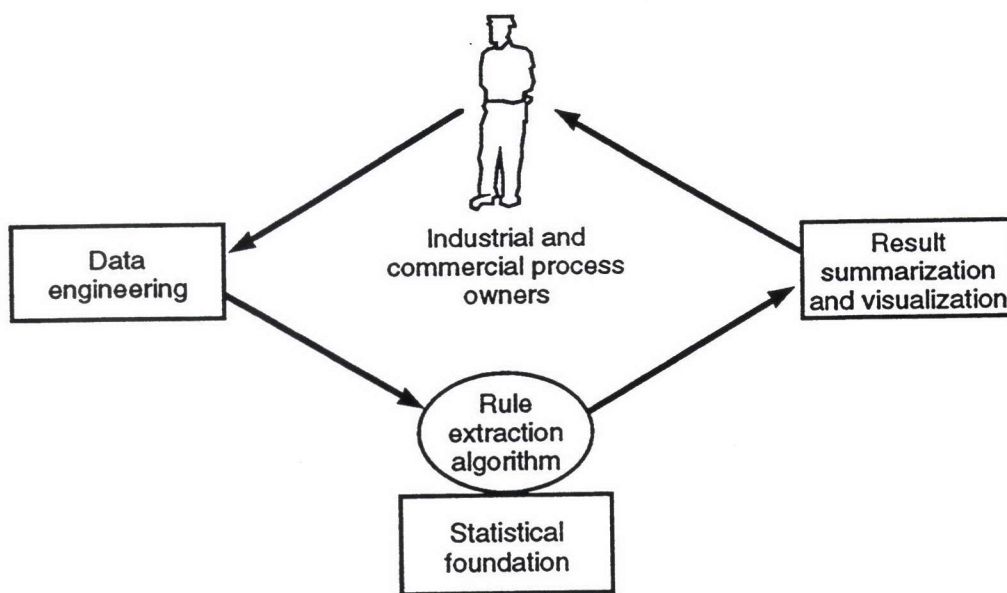 Industrial and
commercial process
owners
Data
engineering
Result
summarization
and visualization
Rule
extraction
algorithm
Statistical
foundation